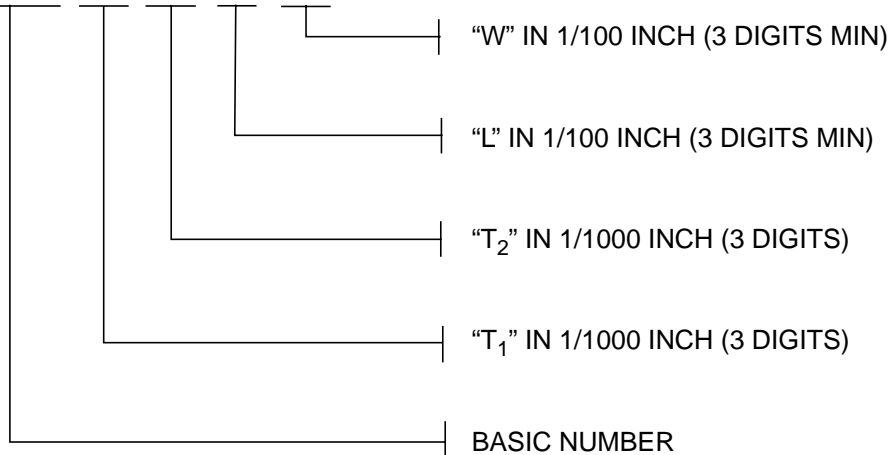 “W” IN 1/100 INCH (3 DIGITS MIN)
“L” IN 1/100 INCH (3 DIGITS MIN)
“T₂” IN 1/1000 INCH (3 DIGITS)
“T₁” IN 1/1000 INCH (3 DIGITS)
BASIC NUMBER